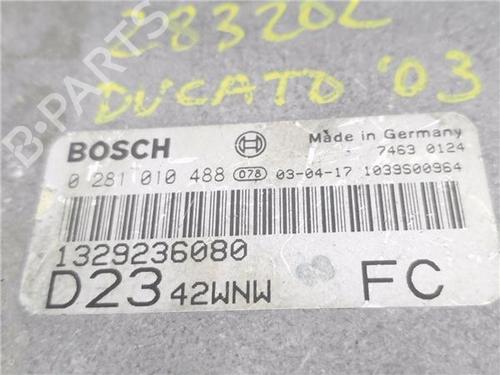 28320L
DUCATO '03
BOSCH
Made in Germany
7463 0124
0 281 010 488 078 03-04-17 1039S00964
1329236080
D23 42WNW FC
B-PARTS